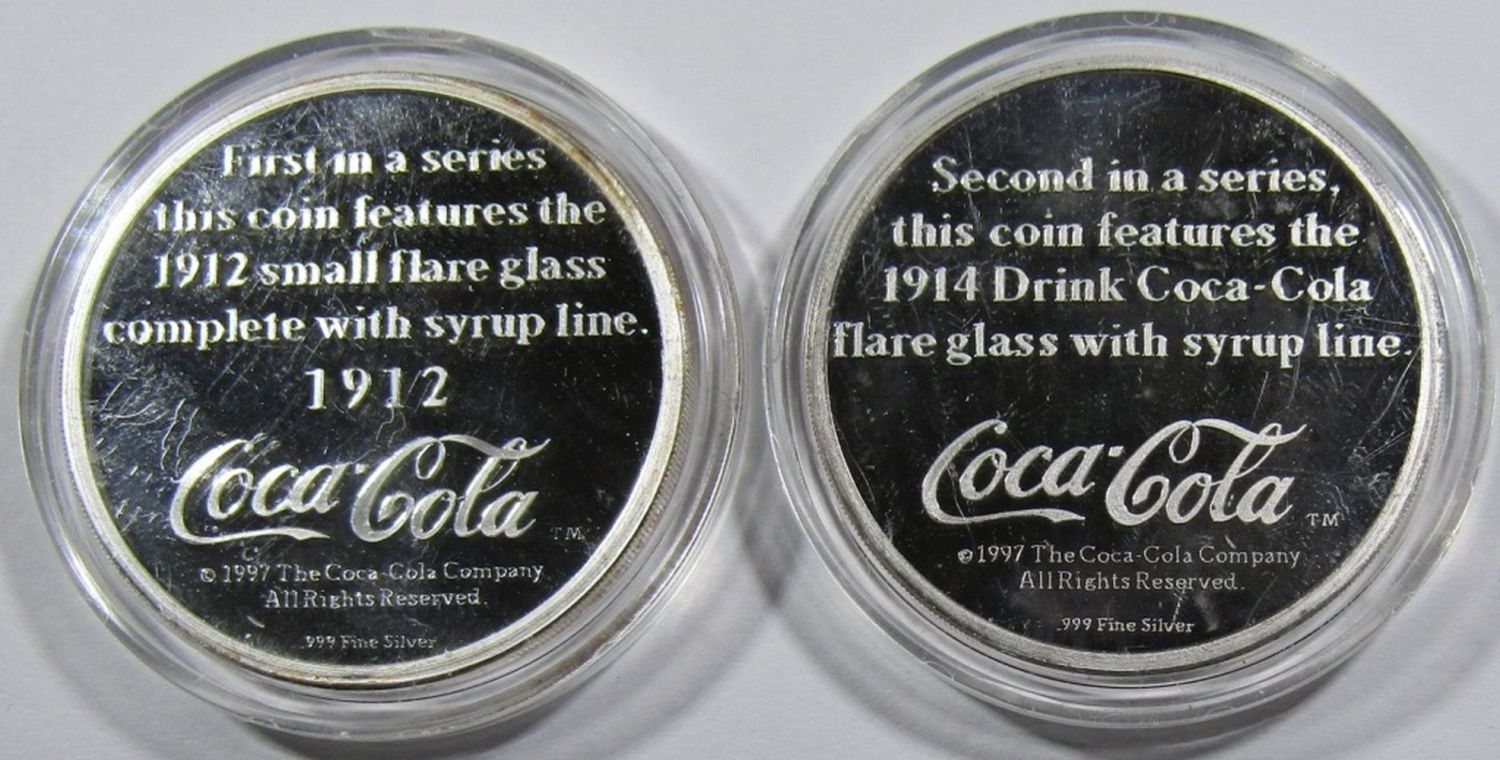 First in a series
this coin features the
1912 small flare glass
complete with syrup line.
1912
Coca-Cola TM
© 1997 The Coca-Cola Company
All Rights Reserved.
.999 Fine Silver
Second in a series,
this coin features the
1914 Drink Coca-Cola
flare glass with syrup line.
Coca-Cola TM
© 1997 The Coca-Cola Company
All Rights Reserved.
.999 Fine Silver